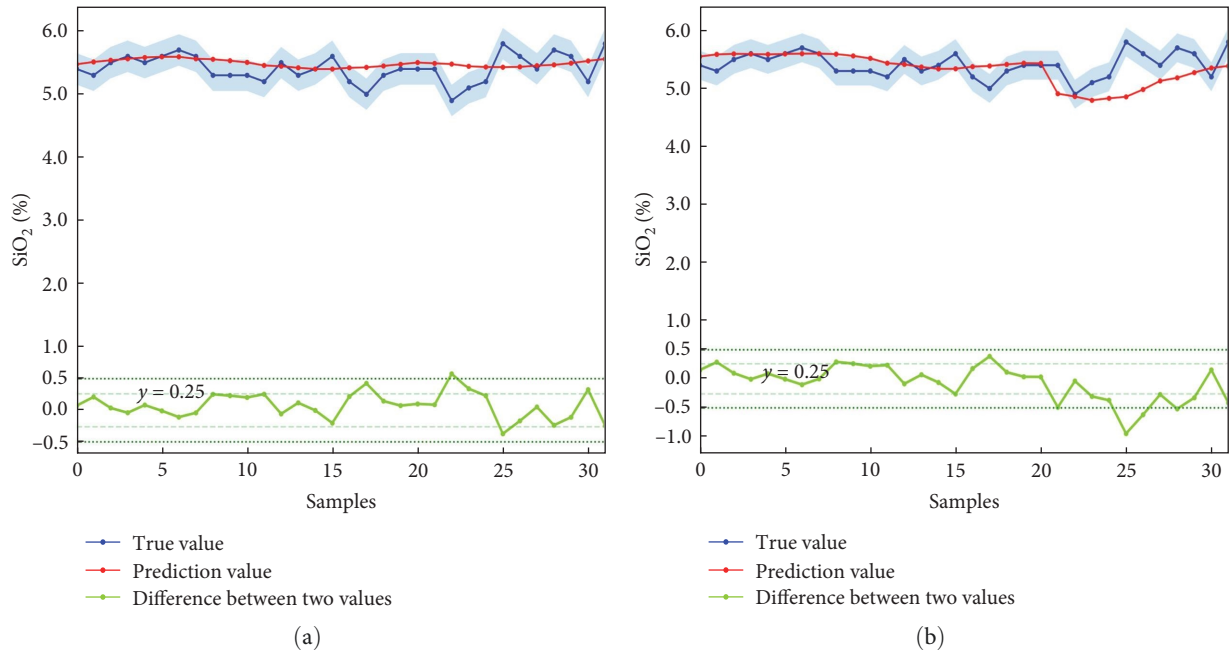 6.0
5.0
4.0
3.0
2.0
1.0
0.5
0.0
–0.5
SiO2 (%)
y = 0.25
0 5 10 15 20 25 30
Samples
True value
Prediction value
Difference between two values
(a)
6.0
5.0
4.0
3.0
2.0
1.0
0.5
0.0
–0.5
–1.0
SiO2 (%)
y = 0.25
0 5 10 15 20 25 30
Samples
True value
Prediction value
Difference between two values
(b)